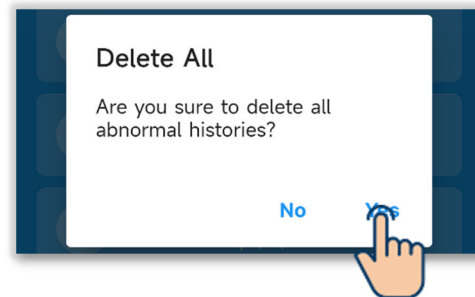 Delete All
Are you sure to delete all
abnormal histories?
No
Yes